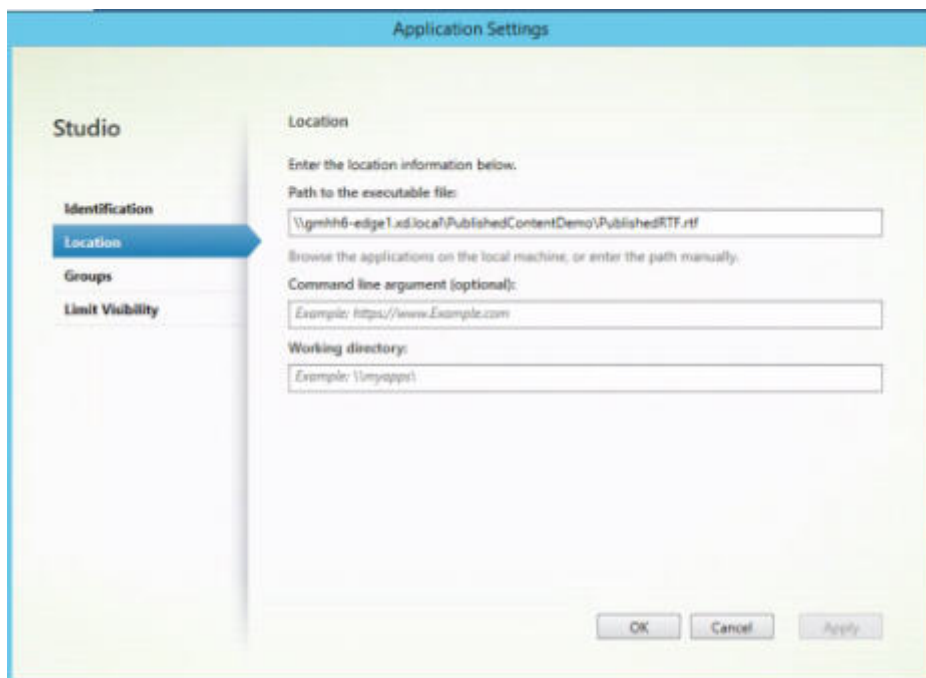 Application Settings
Studio
Identification
Location
Groups
Limit Visibility
Location
Enter the location information below.
Path to the executable file:
\\gmhh6-edge1.xd.local\PublishedContentDemo\PublishedRTF.rtf
Browse the applications on the local machine, or enter the path manually.
Command line argument (optional):
Example: https://www.Example.com
Working directory:
Example: \\myapps\
OK
Cancel
Apply